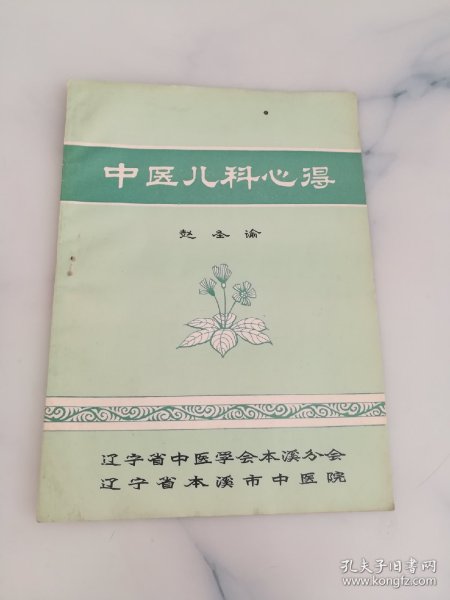 中医儿科心得
赵圣谕
辽宁省中医学会本溪分会
辽宁省本溪市中医院
孔夫子旧书网
www.kongfz.com